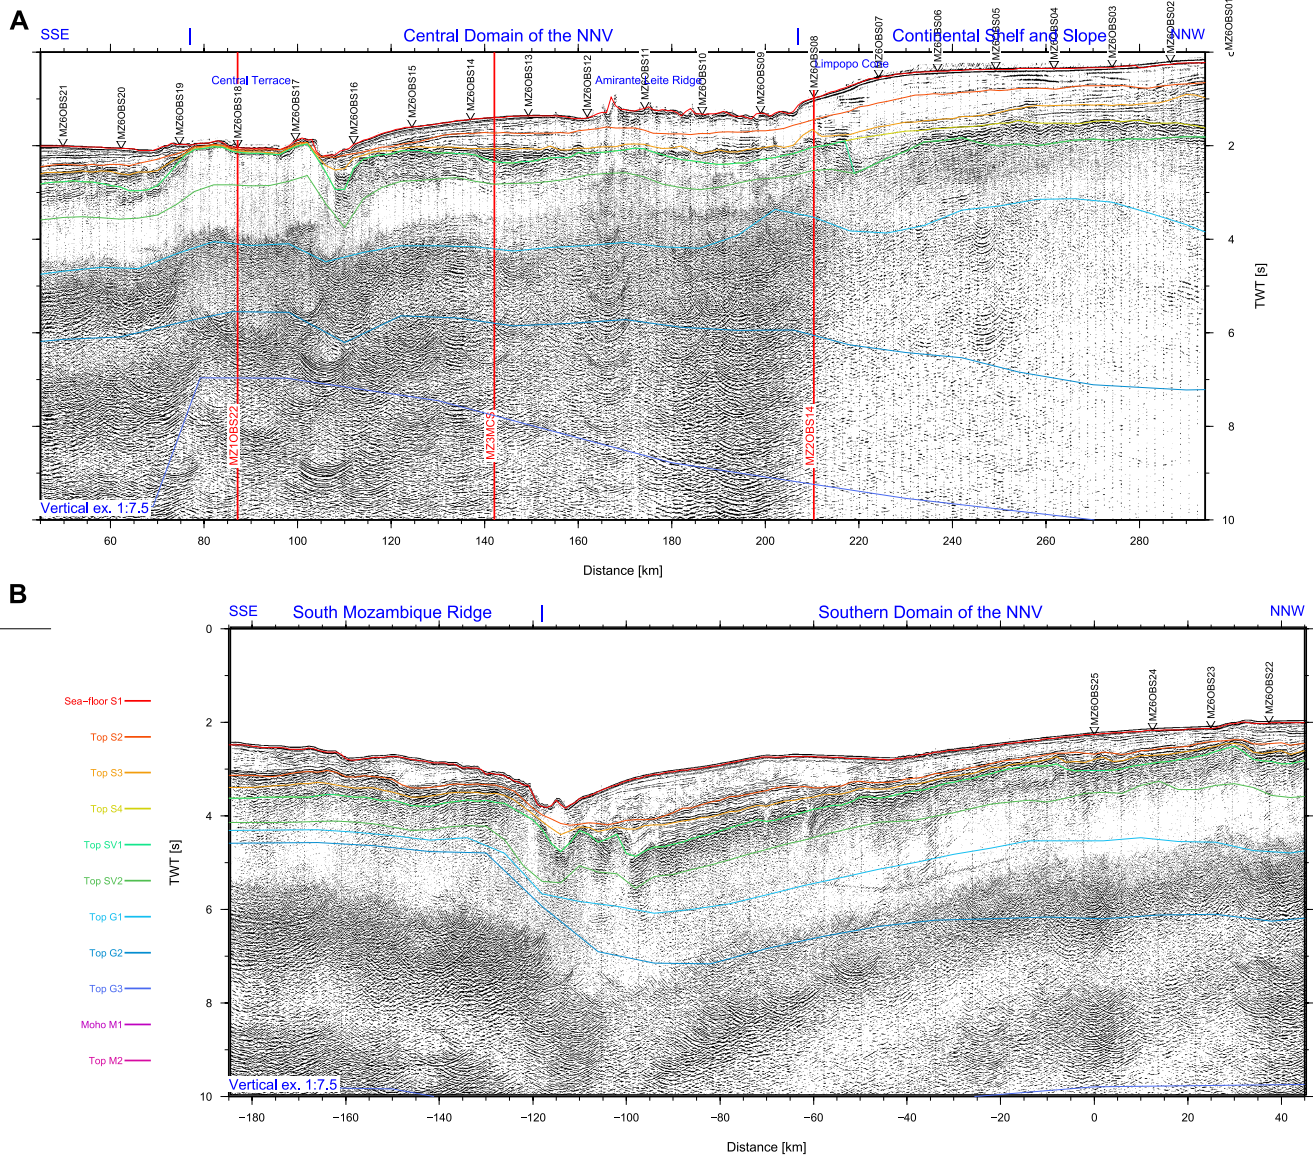 A
SSE
Central Domain of the NNV
Continental Shelf and Slope
NNW
Central Terrace
Amirante Leite Ridge
Limpopo Cone
MZ6OBS21
MZ6OBS20
MZ6OBS19
MZ6OBS18
MZ6OBS17
MZ6OBS16
MZ6OBS15
MZ6OBS14
MZ6OBS13
MZ6OBS12
MZ6OBS11
MZ6OBS10
MZ6OBS09
MZ6OBS08
MZ6OBS07
MZ6OBS06
MZ6OBS05
MZ6OBS04
MZ6OBS03
MZ6OBS02
MZ6OBS01
0
2
4
6
8
10
TWT [s]
MZ1OBS22
MZ3MCS
MZ2OBS14
Vertical ex. 1:7.5
60 80 100 120 140 160 180 200 220 240 260 280
Distance [km]
B
SSE
South Mozambique Ridge
Southern Domain of the NNV
NNW
MZ6OBS25
MZ6OBS24
MZ6OBS23
MZ6OBS22
Sea−floor S1
Top S2
Top S3
Top S4
Top SV1
Top SV2
Top G1
Top G2
Top G3
Moho M1
Top M2
0
2
4
6
8
10
TWT [s]
Vertical ex. 1:7.5
−180 −160 −140 −120 −100 −80 −60 −40 −20 0 20 40
Distance [km]